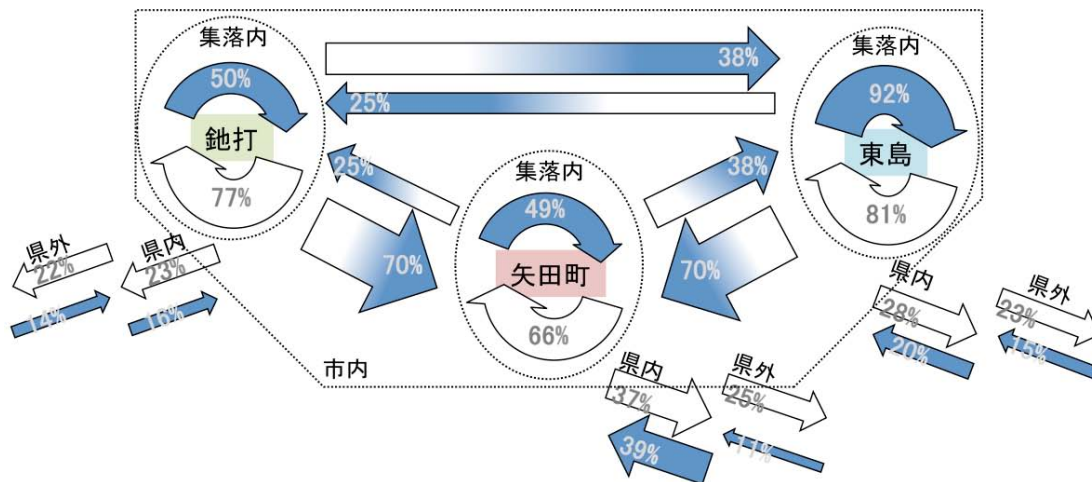 集落内
50%
鉇打
77%
38%
25%
集落内
92%
東島
81%
25%
70%
集落内
49%
矢田町
66%
38%
70%
県外
22%
14%
県内
23%
16%
市内
県内
37%
39%
県外
25%
11%
県内
28%
20%
県外
23%
15%